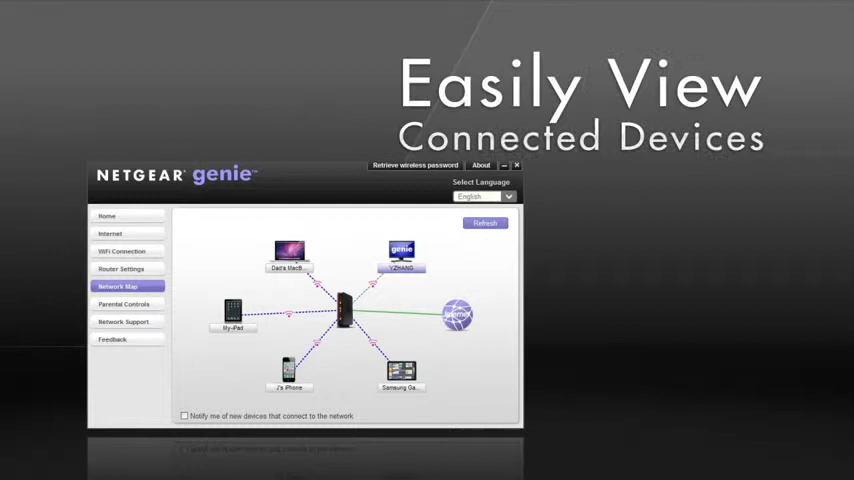 Easily View
Connected Devices
NETGEAR® genie™
Retrieve wireless password
About
Select Language
English
Home
Internet
WiFi Connection
Router Settings
Network Map
Parental Controls
Network Support
Feedback
Refresh
Dad's MacB...
genie
YZHANG
My-iPad
Internet
J's iPhone
Samsung Ga...
Notify me of new devices that connect to the network